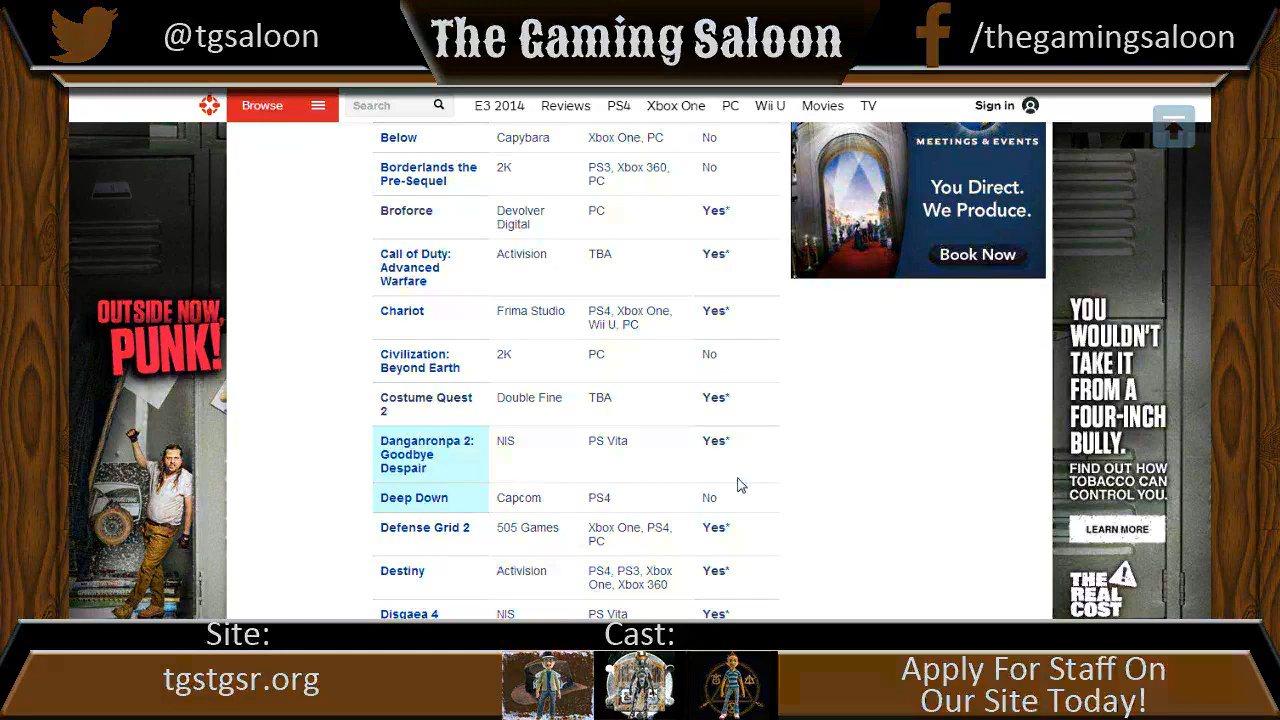 @tgsaloon
The Gaming Saloon
/thegamingsaloon
Browse
Search
E3 2014 Reviews PS4 Xbox One PC Wii U Movies TV
Sign in
Below Capybara Xbox One, PC No
Borderlands the 2K PS3, Xbox 360, No
Pre-Sequel PC
Broforce Devolver PC Yes*
Digital
Call of Duty: Activision TBA Yes*
Advanced
Warfare
Chariot Frima Studio PS4, Xbox One, Yes*
Wii U, PC
Civilization: 2K PC No
Beyond Earth
Costume Quest Double Fine TBA Yes*
2
Danganronpa 2: NIS PS Vita Yes*
Goodbye
Despair
Deep Down Capcom PS4 No
Defense Grid 2 505 Games Xbox One, PS4, Yes*
PC
Destiny Activision PS4, PS3, Xbox Yes*
One, Xbox 360
Disgaea 4 NIS PS Vita Yes*
MEETINGS & EVENTS
You Direct.
We Produce.
Book Now
OUTSIDE NOW,
PUNK!
YOU
WOULDN'T
TAKE IT
FROM A
FOUR-INCH
BULLY.
FIND OUT HOW
TOBACCO CAN
CONTROL YOU.
LEARN MORE
THE
REAL
COST
Site:
tgstgsr.org
Cast:
Apply For Staff On
Our Site Today!